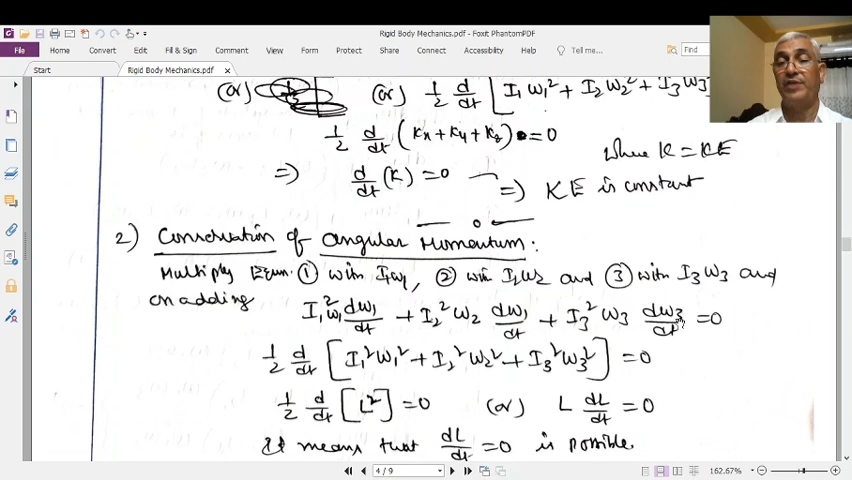 Rigid Body Mechanics.pdf - Foxit PhantomPDF
File Home Edit Fill & Sign Comment View Form Protect Share Connect Accessibility Help Tell me... Find
Start Rigid Body Mechanics.pdf ×
(or) (or) 1/2 d/dt [I₁ω₁² + I₂ω₂² + I₃ω₃²
1/2 d/dt (Kx + Ky + Kz) = 0
where K = KE
=> d/dt (K) = 0 => KE is constant
— o —
2) Conservation of angular Momentum:
Multiply Equn. ① with I₁ω₁, ② with I₂ω₂ and ③ with I₃ω₃ and
on adding
I₁²ω₁ dω₁/dt + I₂²ω₂ dω₁/dt + I₃²ω₃ dω₃/dt = 0
1/2 d/dt [I₁²ω₁² + I₂²ω₂² + I₃²ω₃²] = 0
1/2 d/dt [L²] = 0 (or) L dL/dt = 0
It means that dL/dt = 0 is possible
4 / 9 162.67%